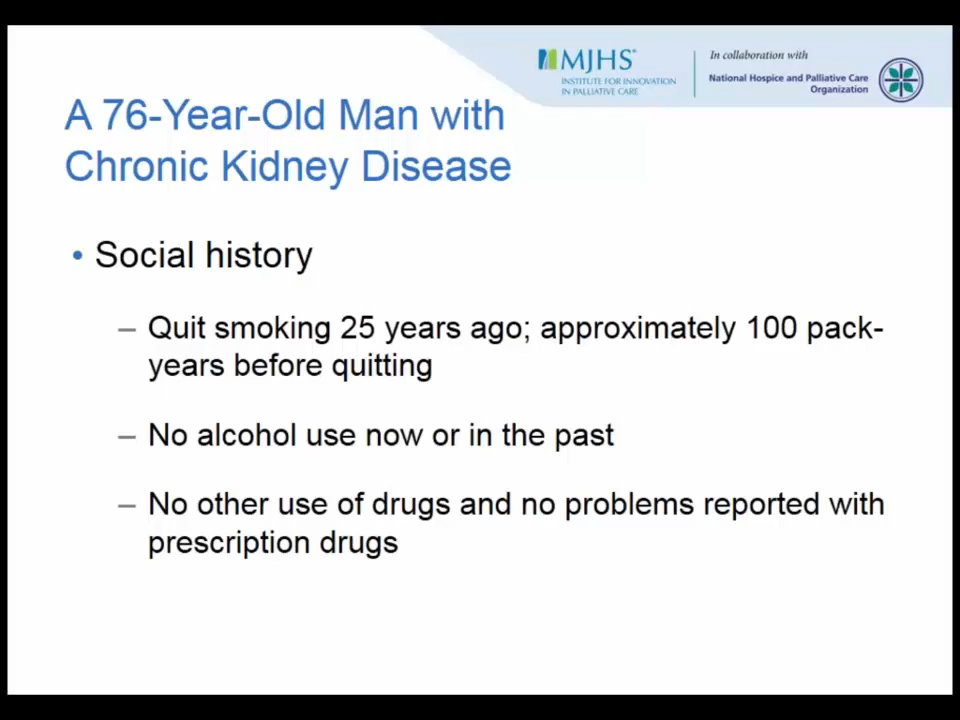 MJHS®
INSTITUTE FOR INNOVATION
IN PALLIATIVE CARE
In collaboration with
National Hospice and Palliative Care
Organization
A 76-Year-Old Man with
Chronic Kidney Disease
• Social history
– Quit smoking 25 years ago; approximately 100 pack-
years before quitting
– No alcohol use now or in the past
– No other use of drugs and no problems reported with
prescription drugs